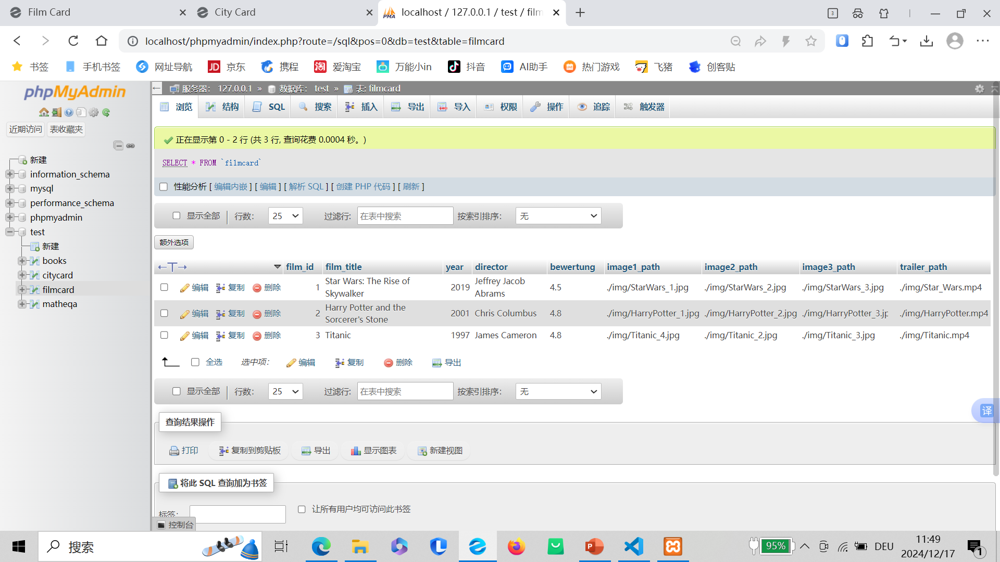 Film Card
City Card
localhost / 127.0.0.1 / test / film
3
localhost/phpmyadmin/index.php?route=/sql&pos=0&db=test&table=filmcard
书签
手机书签
网址导航
JD 京东
携程
淘 爱淘宝
万能小in
抖音
AI助手
热门游戏
飞猪
创客贴
phpMyAdmin
近期访问 表收藏夹
新建
information_schema
mysql
performance_schema
phpmyadmin
test
新建
books
citycard
filmcard
matheqa
服务器: 127.0.0.1 » 数据库: test » 表: filmcard
浏览 结构 SQL 搜索 插入 导出 导入 权限 操作 追踪 触发器
正在显示第 0 - 2 行 (共 3 行, 查询花费 0.0004 秒。)
SELECT * FROM `filmcard`
性能分析 [ 编辑内嵌 ] [ 编辑 ] [ 解析 SQL ] [ 创建 PHP 代码 ] [ 刷新 ]
显示全部 行数: 25 过滤行: 在表中搜索 按索引排序: 无
额外选项
←T→ film_id film_title year director bewertung image1_path image2_path image3_path trailer_path
编辑 复制 删除 1 Star Wars: The Rise of Skywalker 2019 Jeffrey Jacob Abrams 4.5 ./img/StarWars_1.jpg ./img/StarWars_2.jpg ./img/StarWars_3.jpg ./img/Star_Wars.mp4
编辑 复制 删除 2 Harry Potter and the Sorcerer's Stone 2001 Chris Columbus 4.8 ./img/HarryPotter_1.jpg ./img/HarryPotter_2.jpg ./img/HarryPotter_3.jp ./img/HarryPotter.mp4
编辑 复制 删除 3 Titanic 1997 James Cameron 4.8 ./img/Titanic_4.jpg ./img/Titanic_2.jpg ./img/Titanic_3.jpg ./img/Titanic.mp4
全选 选中项: 编辑 复制 删除 导出
显示全部 行数: 25 过滤行: 在表中搜索 按索引排序: 无
译
查询结果操作
打印 复制到剪贴板 导出 显示图表 新建视图
将此 SQL 查询加为书签
标签: 让所有用户均可访问此书签
控制台
搜索
95%
DEU
11:49
2024/12/17
1